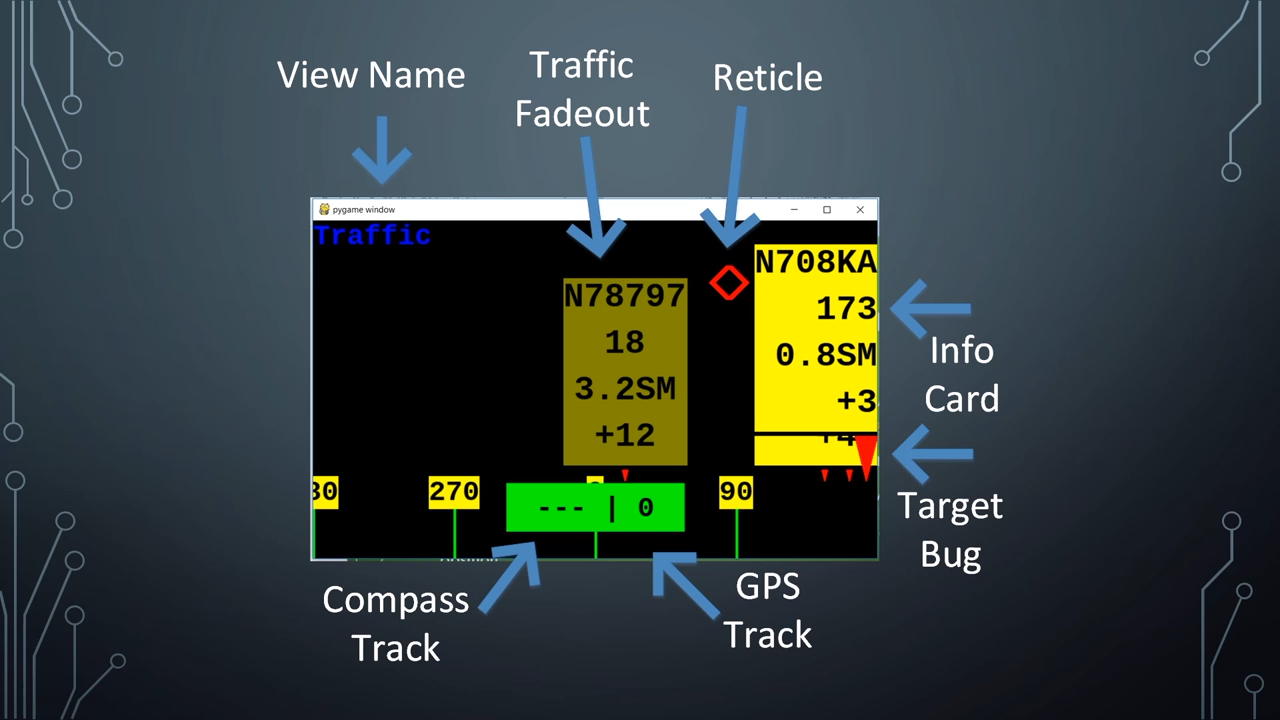 View Name
Traffic
Fadeout
Reticle
pygame window
Traffic
N78797
18
3.2SM
+12
N708KA
173
0.8SM
+3
Info
Card
Target
Bug
30
270
90
--- | 0
Compass
Track
GPS
Track